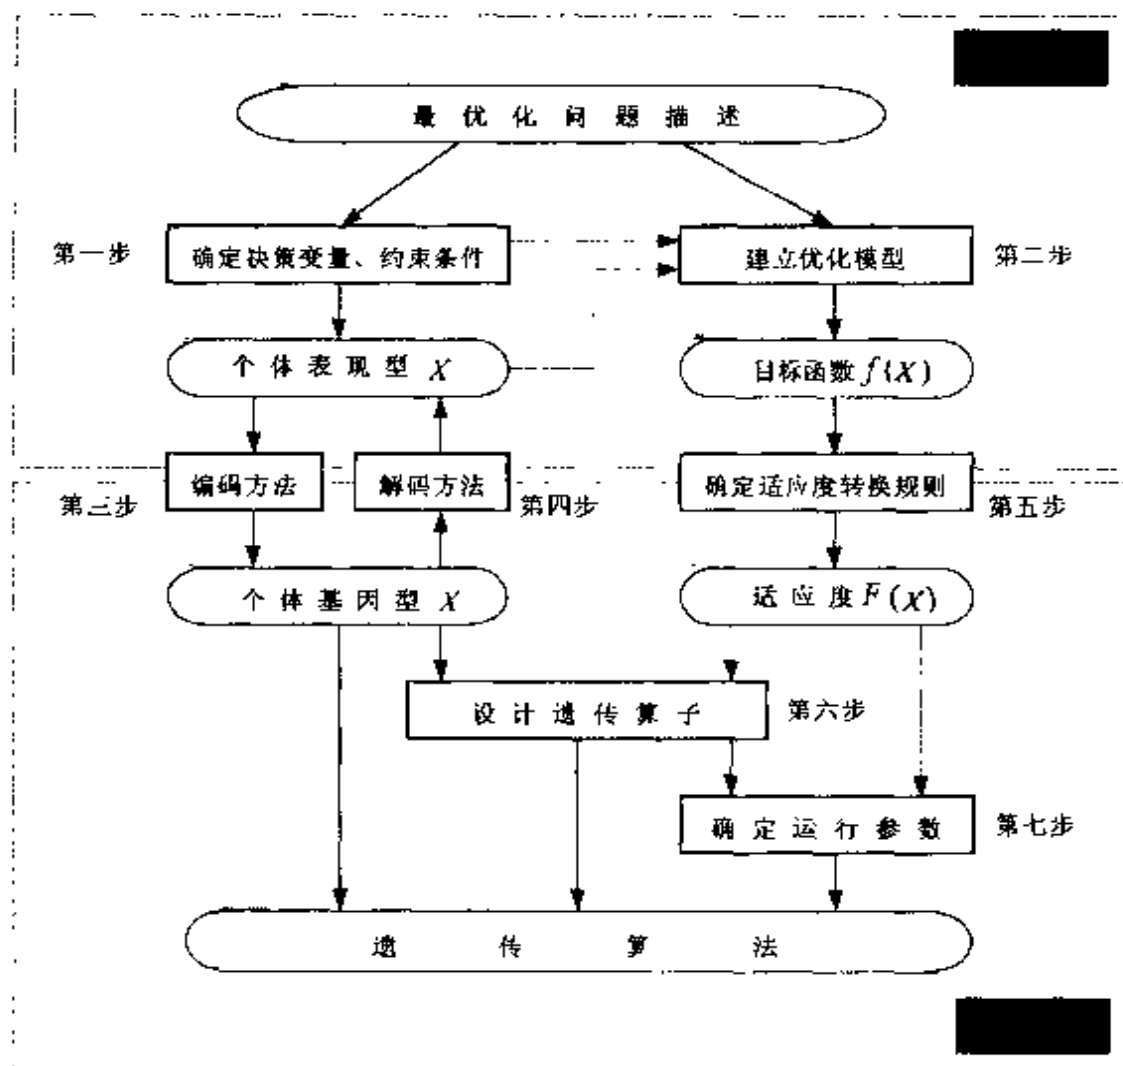 最优化问题描述
第一步
确定决策变量、约束条件
建立优化模型
第二步
个体表现型 X
目标函数 f(X)
编码方法
解码方法
确定适应度转换规则
第三步
第四步
第五步
个体基因型 X
适应度 F(X)
设计遗传算子
第六步
确定运行参数
第七步
遗传算法